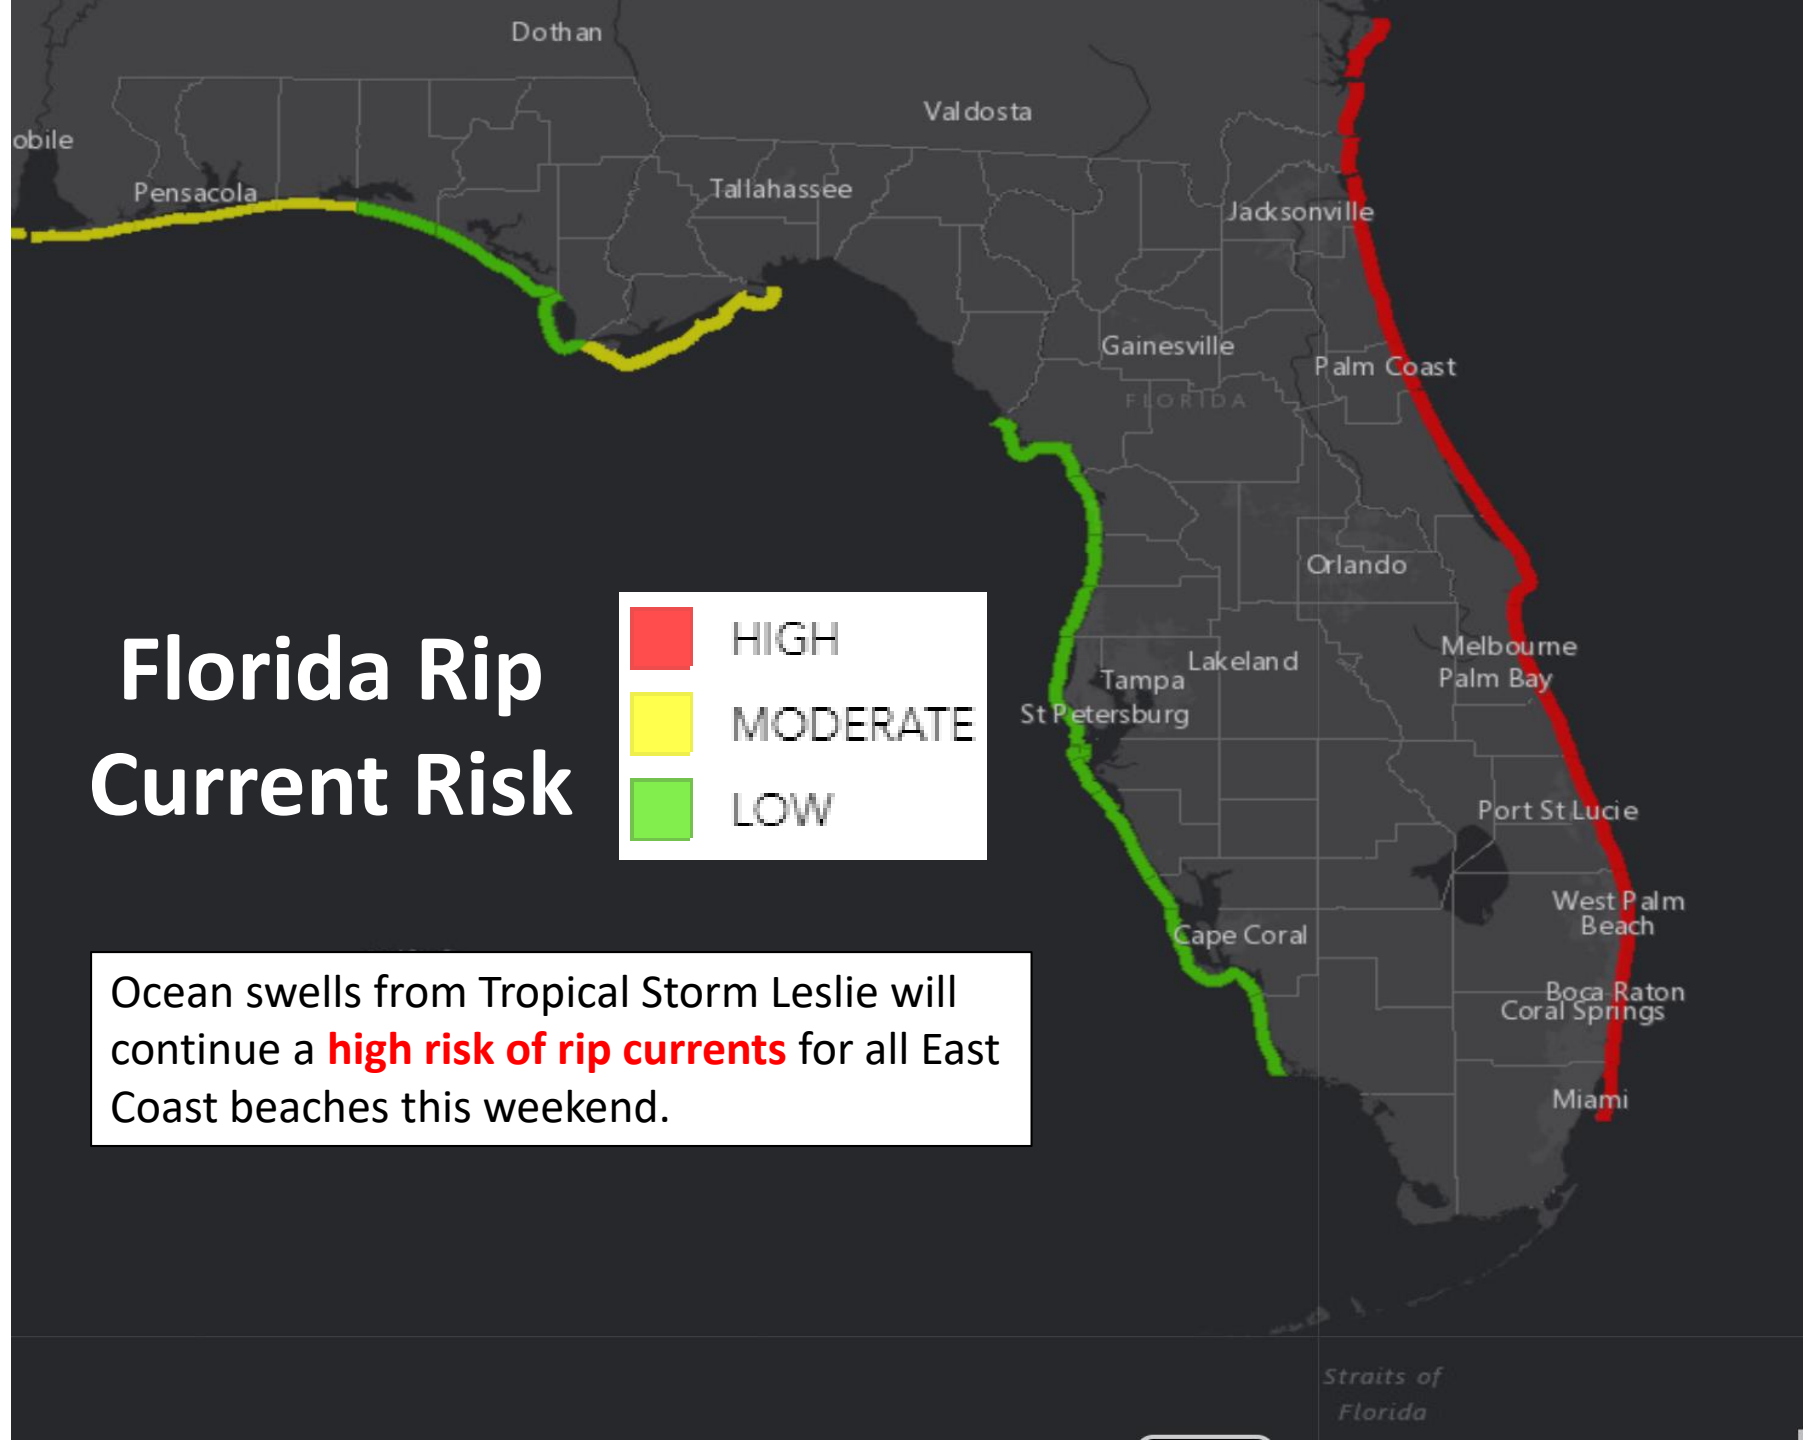 Dothan
Valdosta
obile
Pensacola
Tallahassee
Jacksonville
Gainesville
Palm Coast
FLORIDA
Orlando
Florida Rip
Current Risk
HIGH
MODERATE
LOW
Melbourne
Lakeland
Palm Bay
Tampa
St Petersburg
Port St Lucie
West Palm
Beach
Cape Coral
Boca Raton
Coral Springs
Miami
Ocean swells from Tropical Storm Leslie will
continue a high risk of rip currents for all East
Coast beaches this weekend.
Straits of
Florida